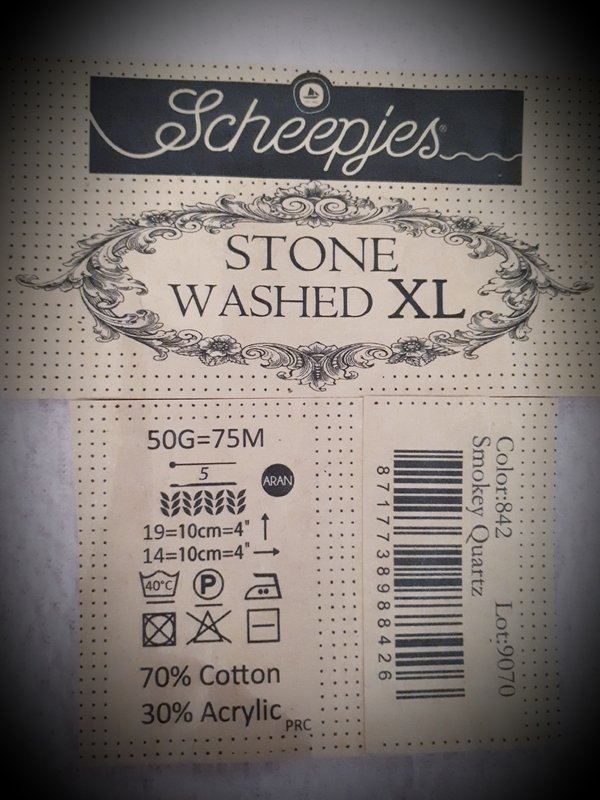 Scheepjes®
STONE
WASHED XL
50G=75M
5
ARAN
19=10cm=4"
14=10cm=4"
40°C
P
70% Cotton
30% Acrylic
PRC
8717738988426
Color:842 Lot:9070
Smokey Quartz